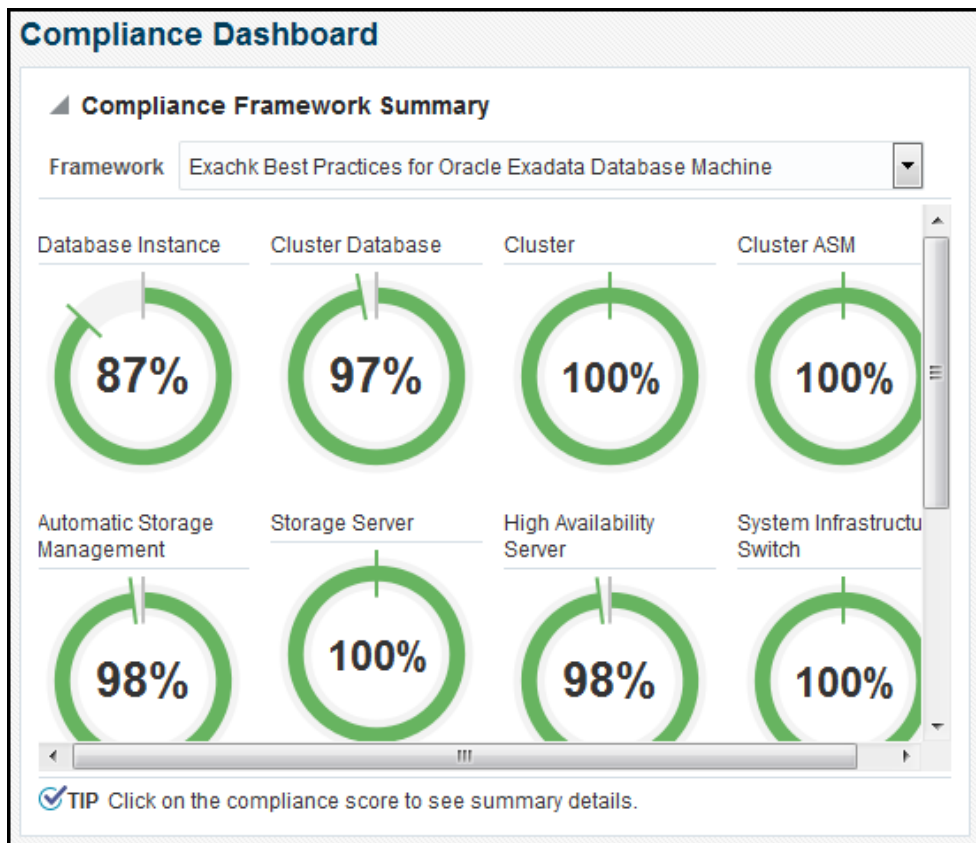 Compliance Dashboard
Compliance Framework Summary
Framework Exachk Best Practices for Oracle Exadata Database Machine
Database Instance
87%
Cluster Database
97%
Cluster
100%
Cluster ASM
100%
Automatic Storage
Management
98%
Storage Server
100%
High Availability
Server
98%
System Infrastructu
Switch
100%
TIP Click on the compliance score to see summary details.